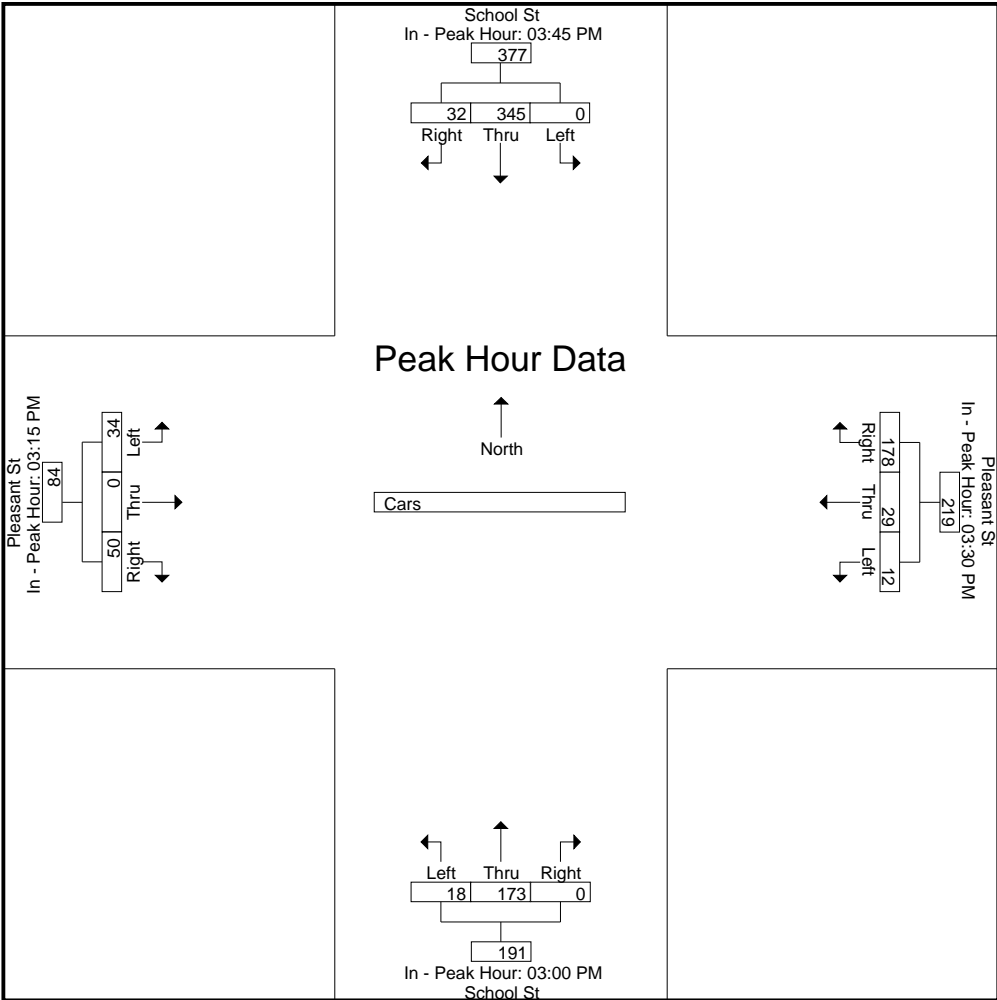 School St
In - Peak Hour: 03:45 PM
377
32 345 0
Right Thru Left
Peak Hour Data
North
Cars
Pleasant St
In - Peak Hour: 03:15 PM
84
34 0 50
Left Thru Right
Pleasant St
In - Peak Hour: 03:30 PM
219
178 29 12
Right Thru Left
Left Thru Right
18 173 0
191
In - Peak Hour: 03:00 PM
School St